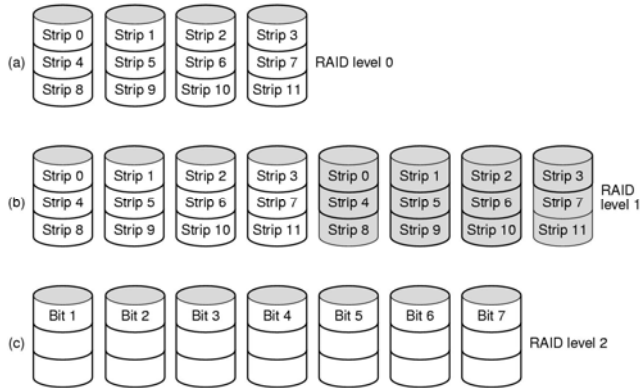 Strip 0 Strip 1 Strip 2 Strip 3
(a) Strip 4 Strip 5 Strip 6 Strip 7 RAID level 0
Strip 8 Strip 9 Strip 10 Strip 11
Strip 0 Strip 1 Strip 2 Strip 3 Strip 0 Strip 1 Strip 2 Strip 3
(b) Strip 4 Strip 5 Strip 6 Strip 7 Strip 4 Strip 5 Strip 6 Strip 7 RAID level 1
Strip 8 Strip 9 Strip 10 Strip 11 Strip 8 Strip 9 Strip 10 Strip 11
Bit 1 Bit 2 Bit 3 Bit 4 Bit 5 Bit 6 Bit 7
(c) RAID level 2